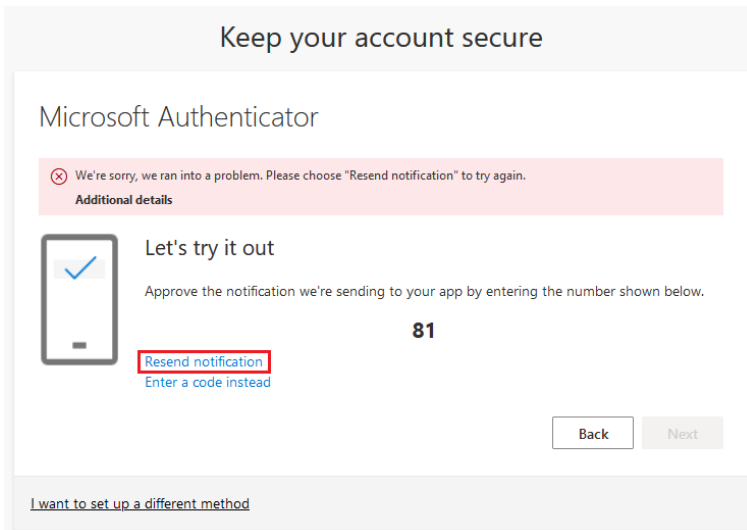 Keep your account secure
Microsoft Authenticator
We're sorry, we ran into a problem. Please choose "Resend notification" to try again.
Additional details
Let's try it out
Approve the notification we're sending to your app by entering the number shown below.
81
Resend notification
Enter a code instead
Back
Next
I want to set up a different method